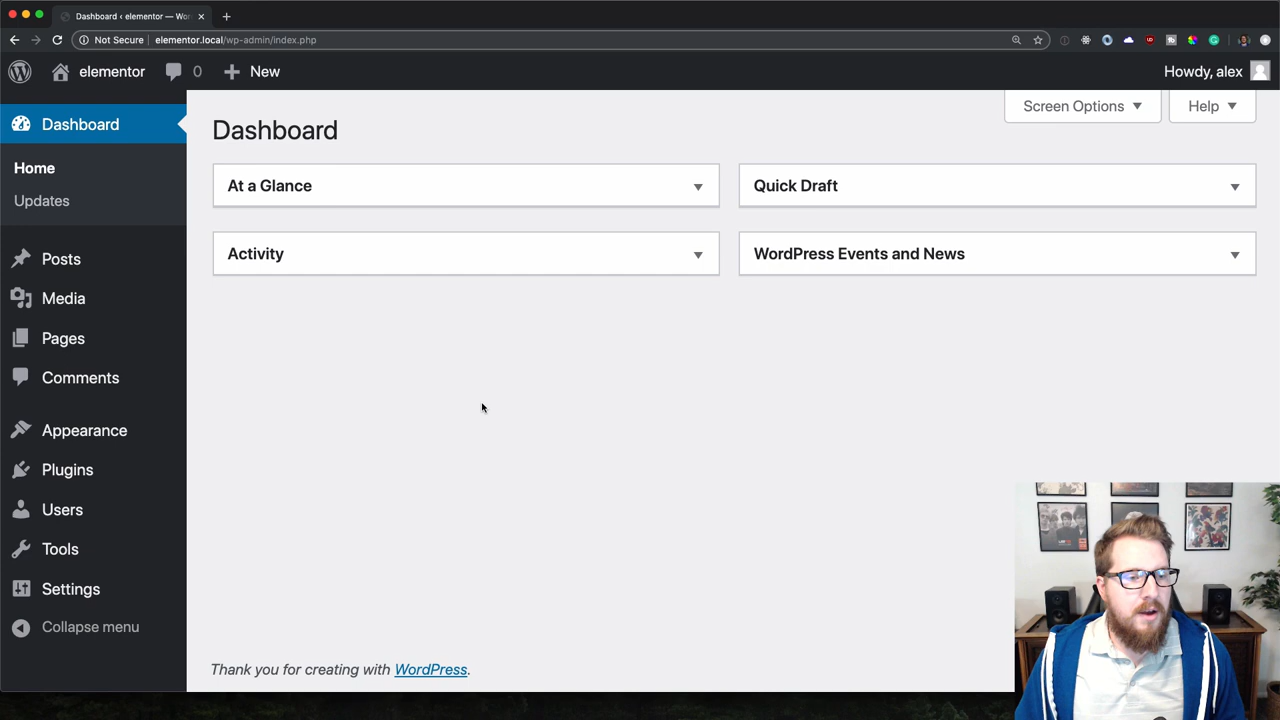 Dashboard ‹ elementor — Wor
Not Secure elementor.local/wp-admin/index.php
elementor 0 New Howdy, alex
Screen Options Help
Dashboard
Home
Updates
Posts
Media
Pages
Comments
Appearance
Plugins
Users
Tools
Settings
Collapse menu
Dashboard
At a Glance
Quick Draft
Activity
WordPress Events and News
Thank you for creating with WordPress.